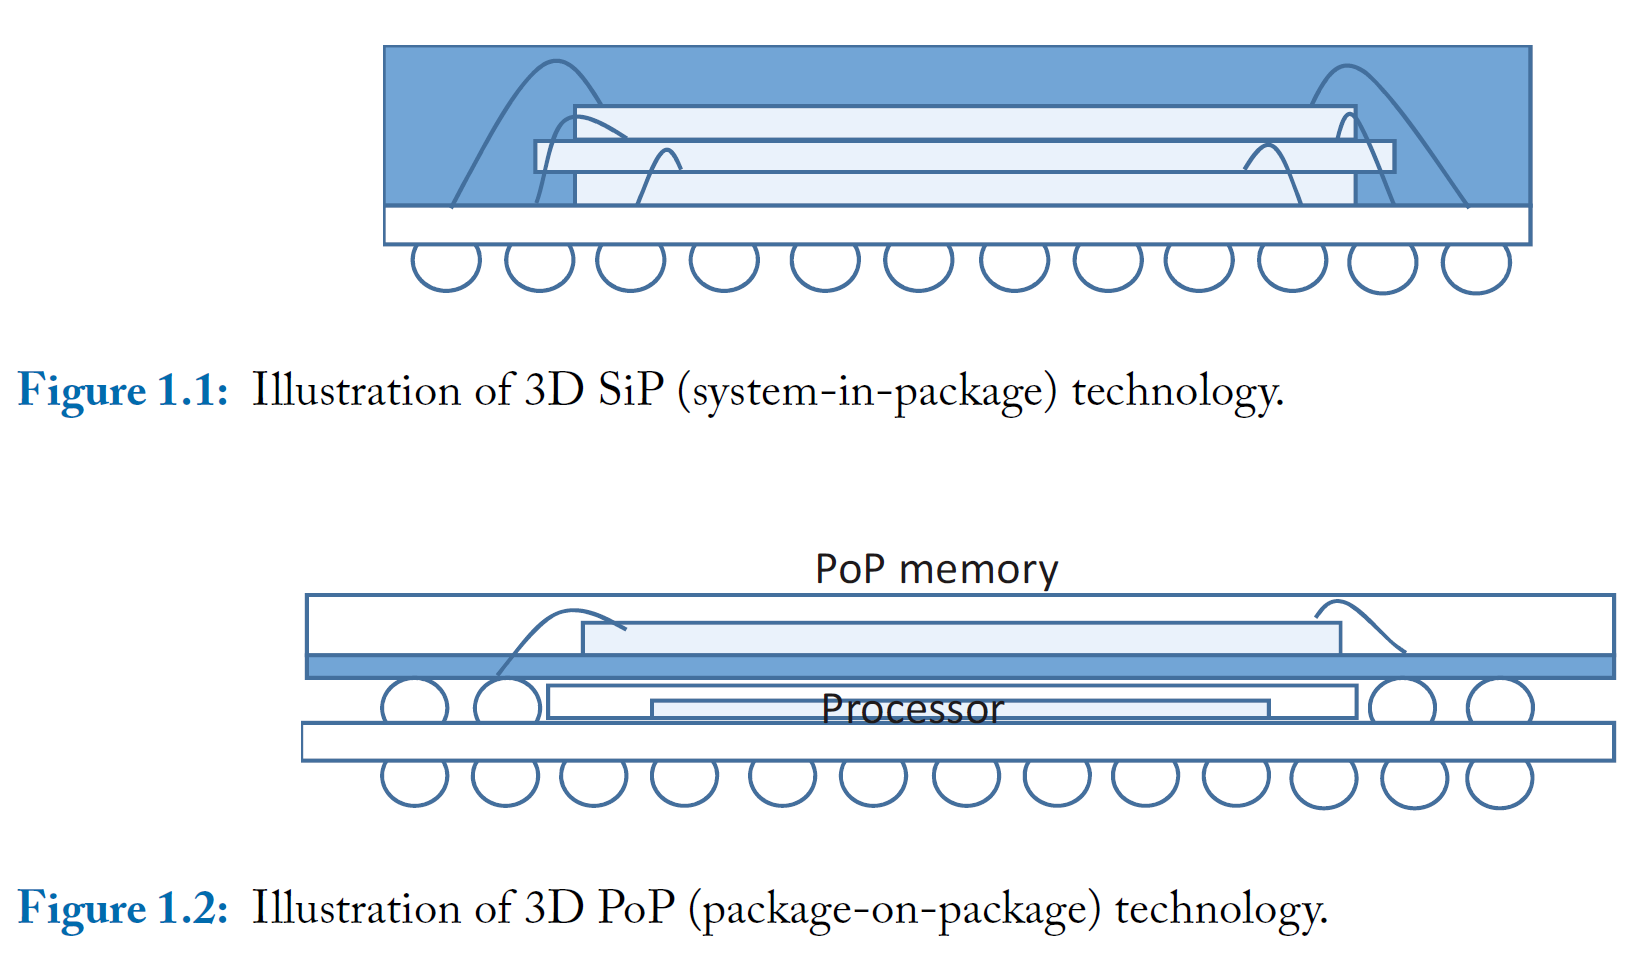 Figure 1.1: Illustration of 3D SiP (system-in-package) technology.
PoP memory
Processor
Figure 1.2: Illustration of 3D PoP (package-on-package) technology.